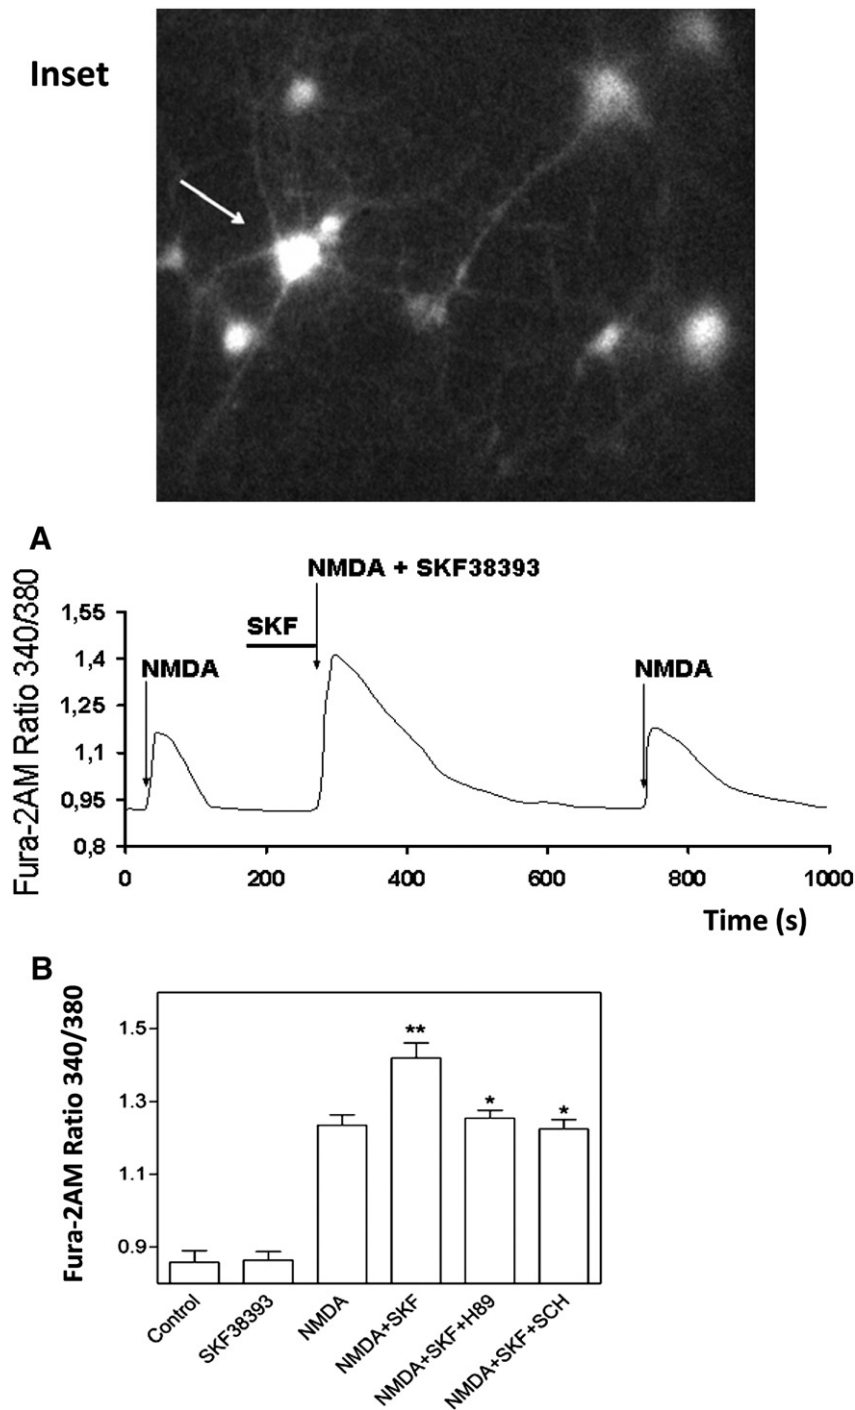 Inset
A
NMDA + SKF38393
SKF
NMDA
NMDA
Fura-2AM Ratio 340/380
1,55
1,4
1,25
1,1
0,95
0,8
0 200 400 600 800 1000
Time (s)
B
Fura-2AM Ratio 340/380
1.5
1.3
1.1
0.9
**
*
*
Control
SKF38393
NMDA
NMDA+SKF
NMDA+SKF+H89
NMDA+SKF+SCH